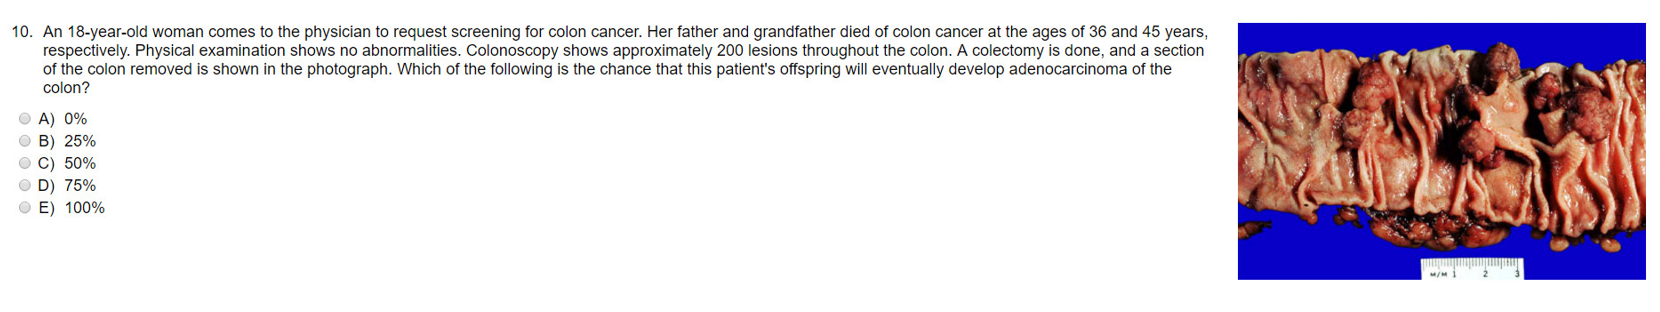 10. An 18-year-old woman comes to the physician to request screening for colon cancer. Her father and grandfather died of colon cancer at the ages of 36 and 45 years,
respectively. Physical examination shows no abnormalities. Colonoscopy shows approximately 200 lesions throughout the colon. A colectomy is done, and a section
of the colon removed is shown in the photograph. Which of the following is the chance that this patient's offspring will eventually develop adenocarcinoma of the
colon?
A) 0%
B) 25%
C) 50%
D) 75%
E) 100%
M/M 1 2 3